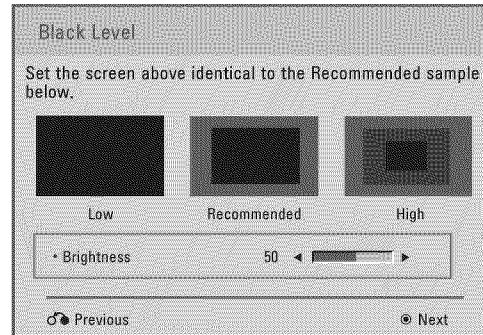 Black Level
Set the screen above identical to the Recommended sample
below.
Low Recommended High
• Brightness 50 ◄ ►
Previous ◉ Next